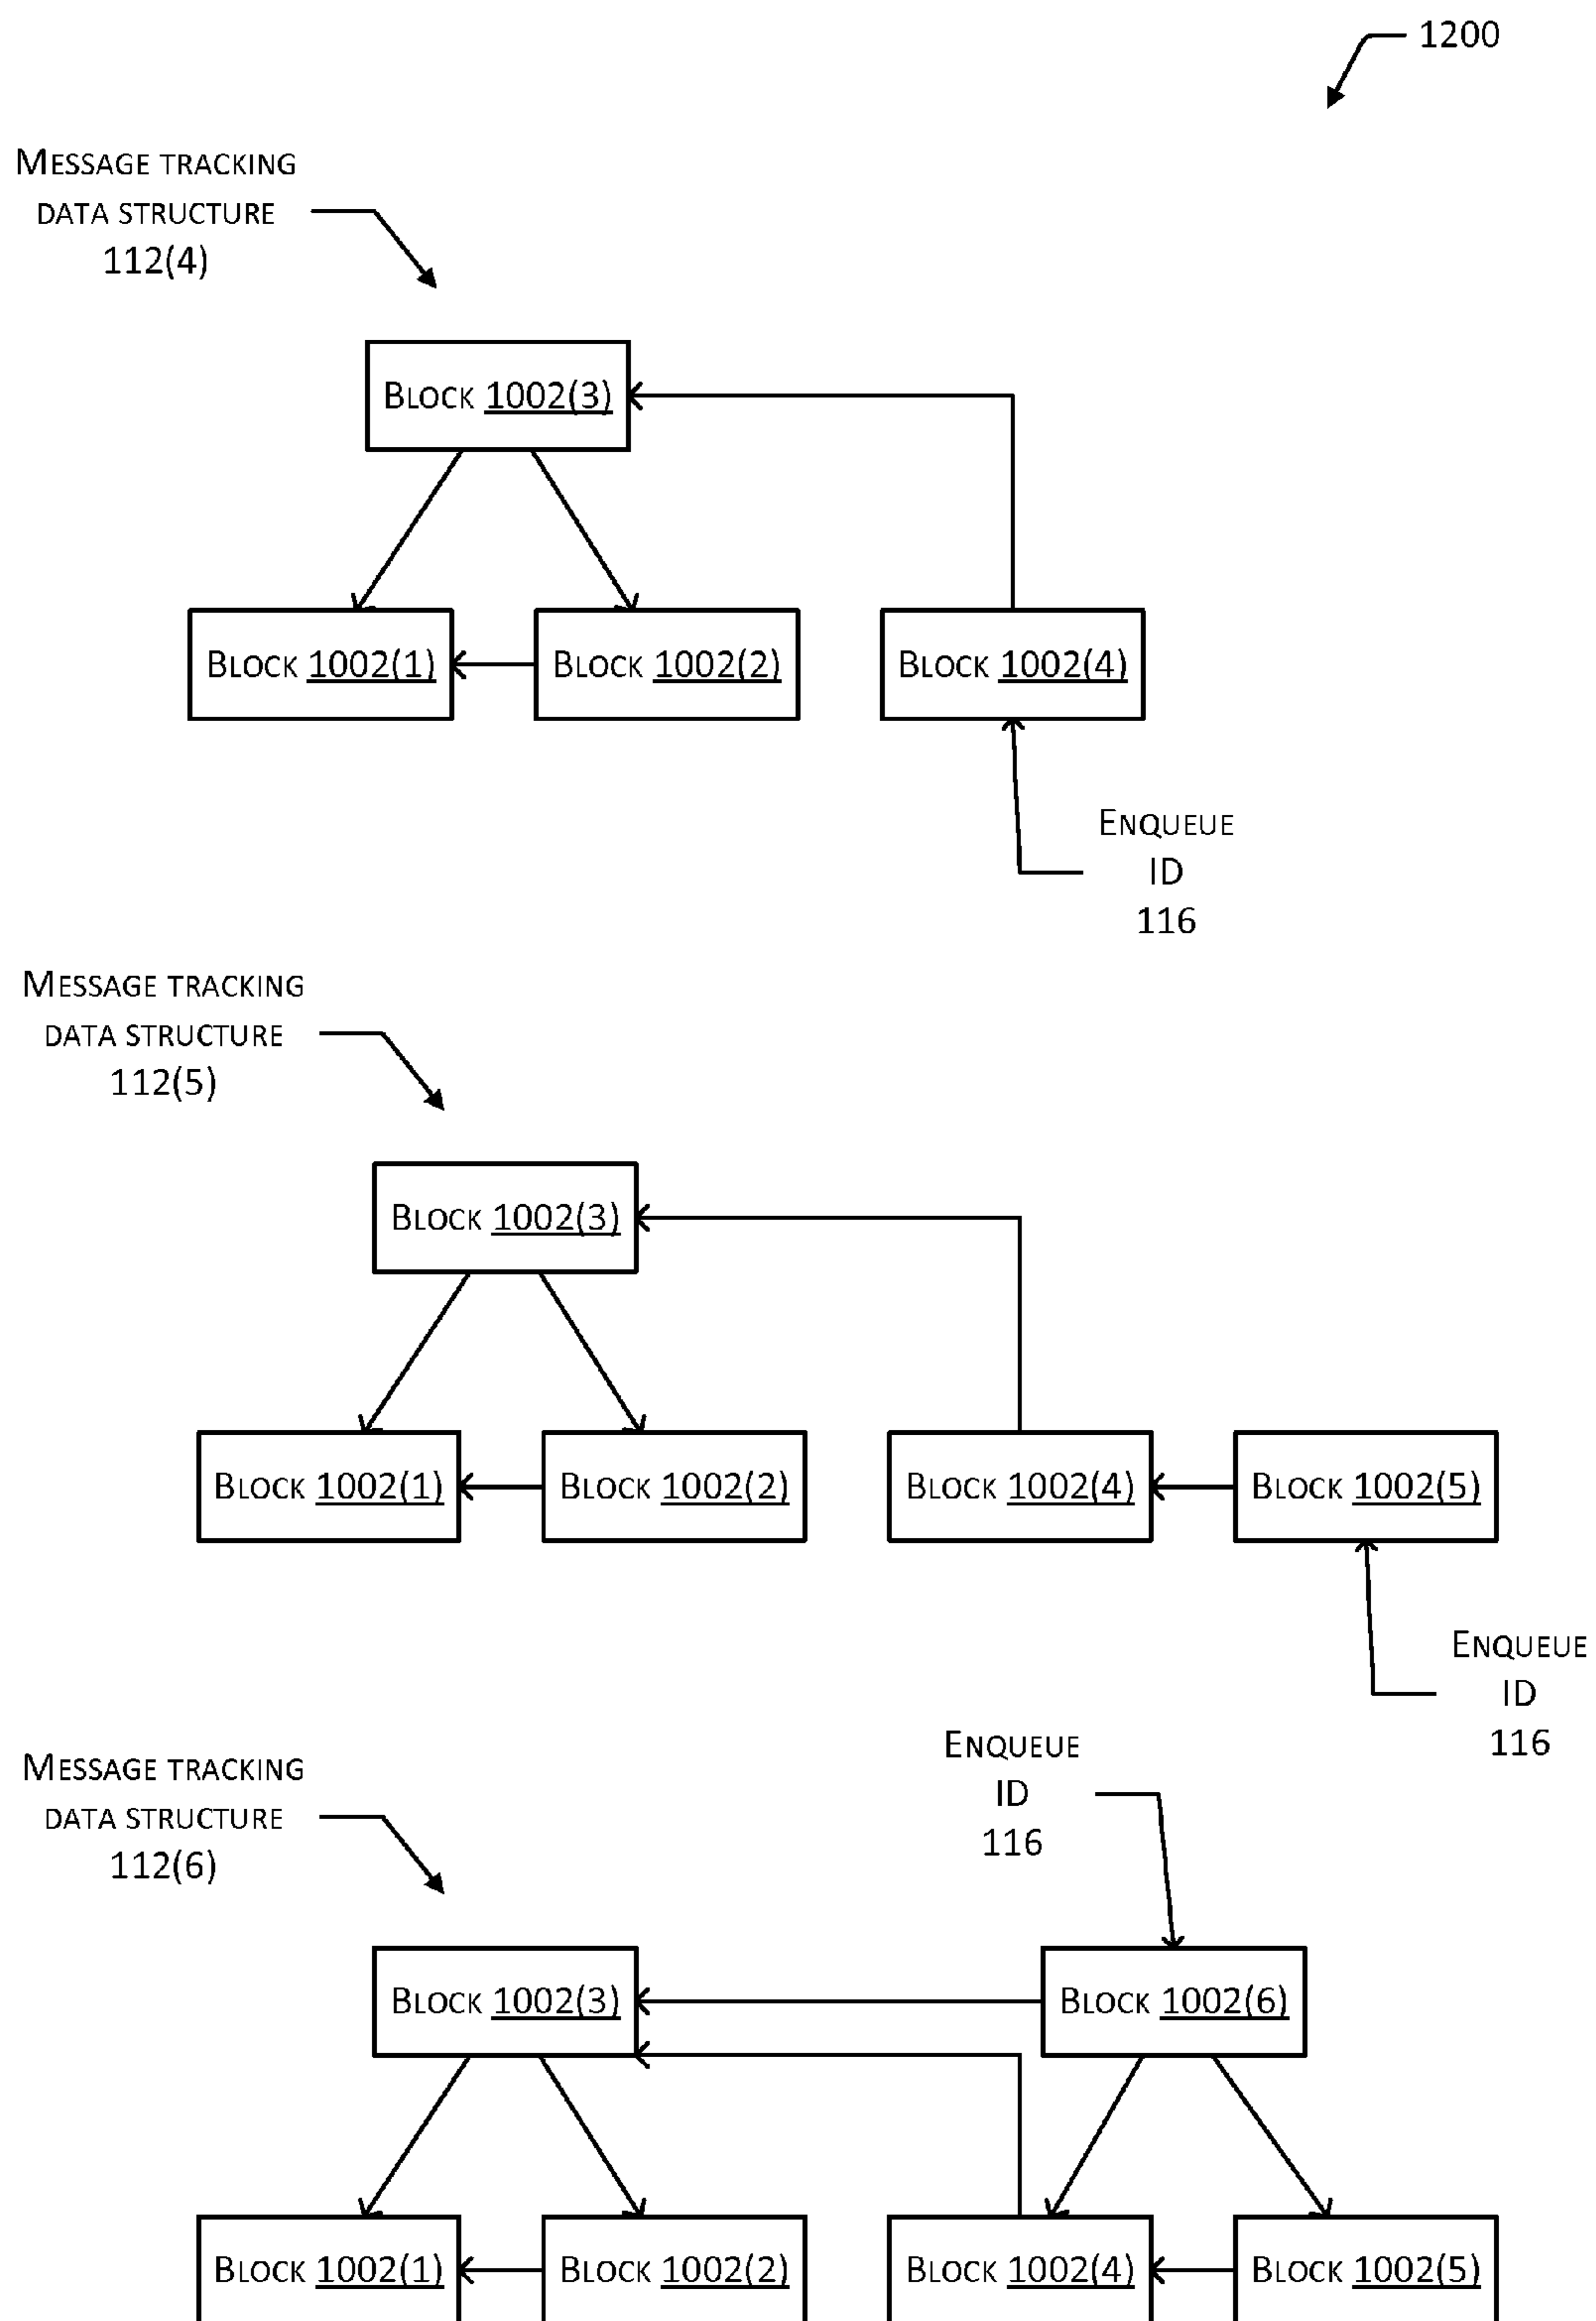 1200
Message tracking
data structure
112(4)
Block 1002(3)
Block 1002(1)
Block 1002(2)
Block 1002(4)
Enqueue
ID
116
Message tracking
data structure
112(5)
Block 1002(3)
Block 1002(1)
Block 1002(2)
Block 1002(4)
Block 1002(5)
Enqueue
ID
116
Enqueue
ID
116
Message tracking
data structure
112(6)
Block 1002(3)
Block 1002(6)
Block 1002(1)
Block 1002(2)
Block 1002(4)
Block 1002(5)